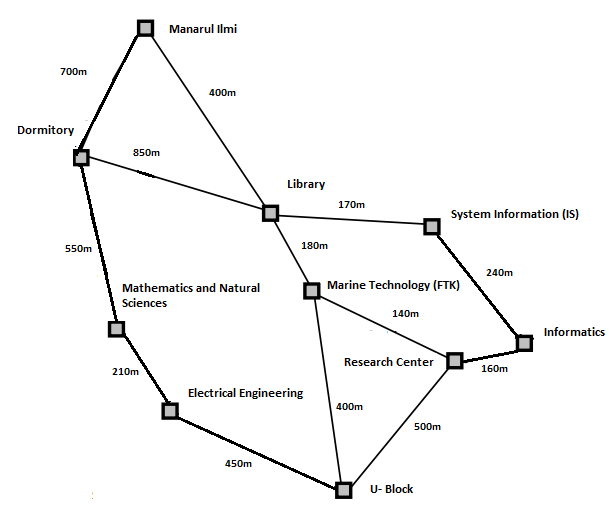 Manarul Ilmi
700m
400m
Dormitory
850m
Library
170m
System Information (IS)
180m
550m
240m
Mathematics and Natural
Sciences
Marine Technology (FTK)
140m
Informatics
Research Center
160m
210m
Electrical Engineering
400m
500m
450m
U- Block